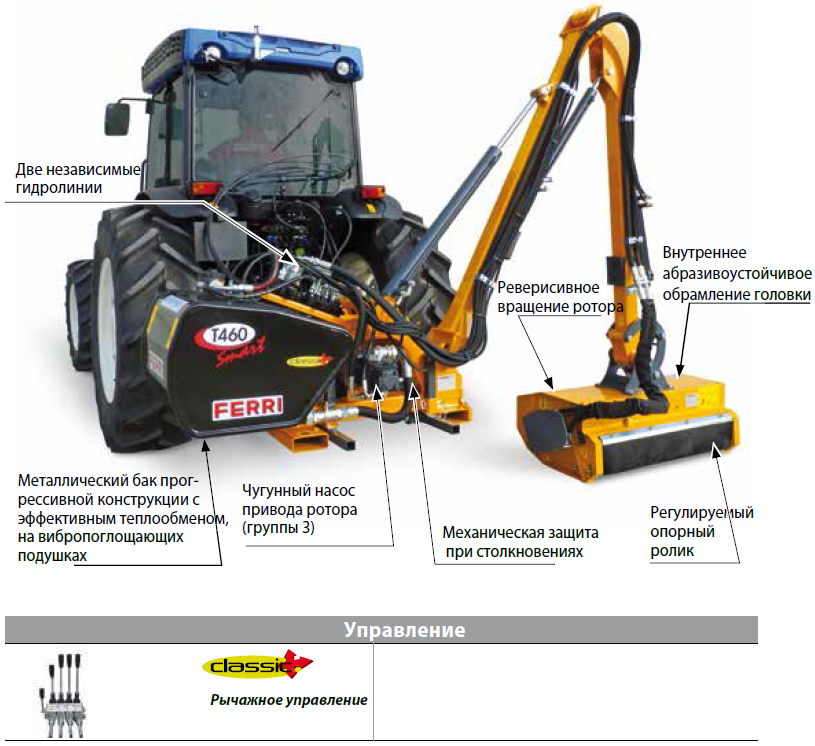 Две независимые
гидролинии
Внутреннее
абразивоустойчивое
обрамление головки
Реверисивное
вращение ротора
T460
Smart
classic
FERRI
Металлический бак прог-
рессивной конструкции с
эффективным теплообменом,
на вибропоглощающих
подушках
Чугунный насос
привода ротора
(группы 3)
Механическая защита
при столкновениях
Регулируемый
опорный
ролик
Управление
classic
Рычажное управление